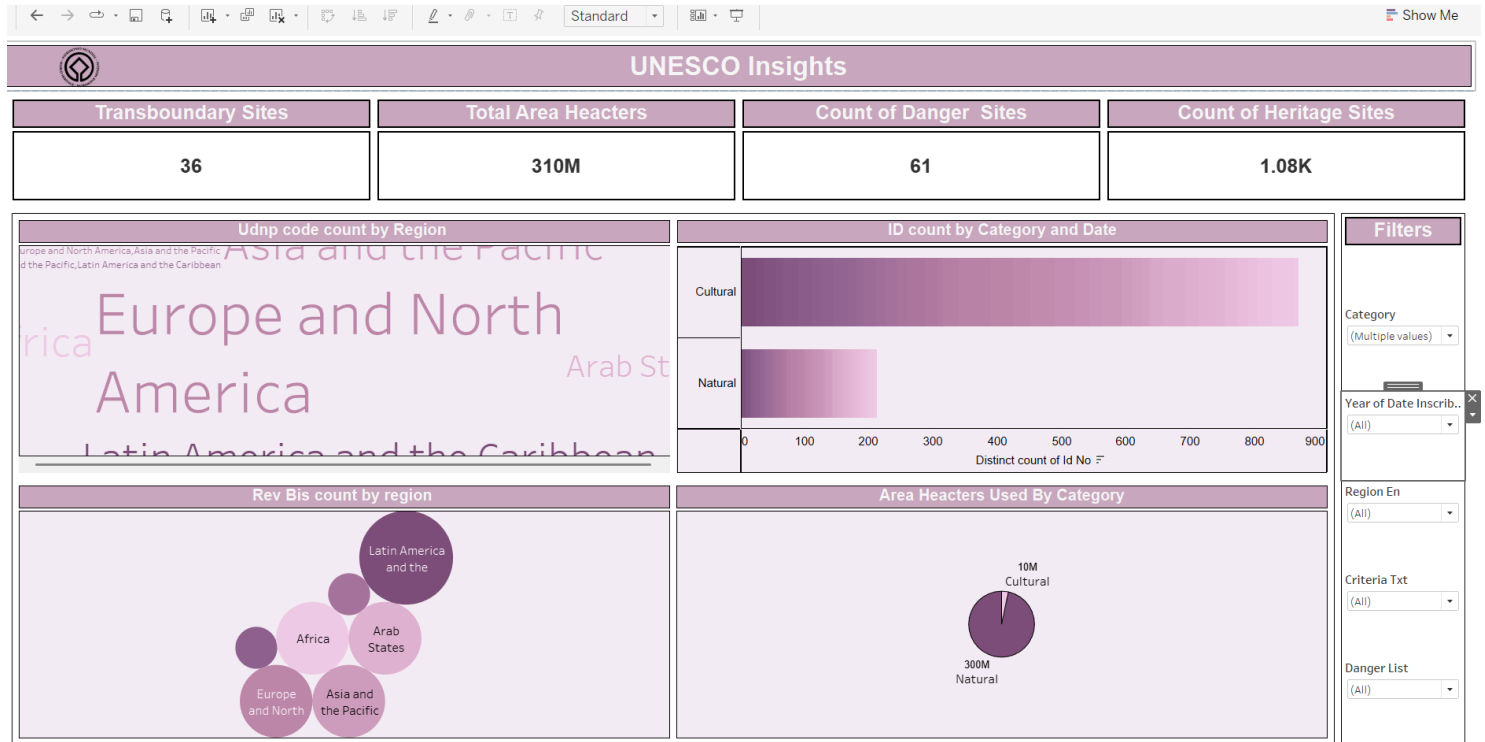 Standard
Show Me
UNESCO Insights
Transboundary Sites
36
Total Area Heacters
310M
Count of Danger Sites
61
Count of Heritage Sites
1.08K
Udnp code count by Region
urope and North America,Asia and the Pacific
d the Pacific,Latin America and the Caribbean
Asia and the Pacific
Europe and North
America
rica
Arab St
Latin America and the Caribbean
ID count by Category and Date
Cultural
Natural
0 100 200 300 400 500 600 700 800 900
Distinct count of Id No
Rev Bis count by region
Latin America
and the
Africa
Arab
States
Europe
and North
Asia and
the Pacific
Area Heacters Used By Category
10M
Cultural
300M
Natural
Filters
Category
(Multiple values)
Year of Date Inscrib..
(All)
Region En
(All)
Criteria Txt
(All)
Danger List
(All)